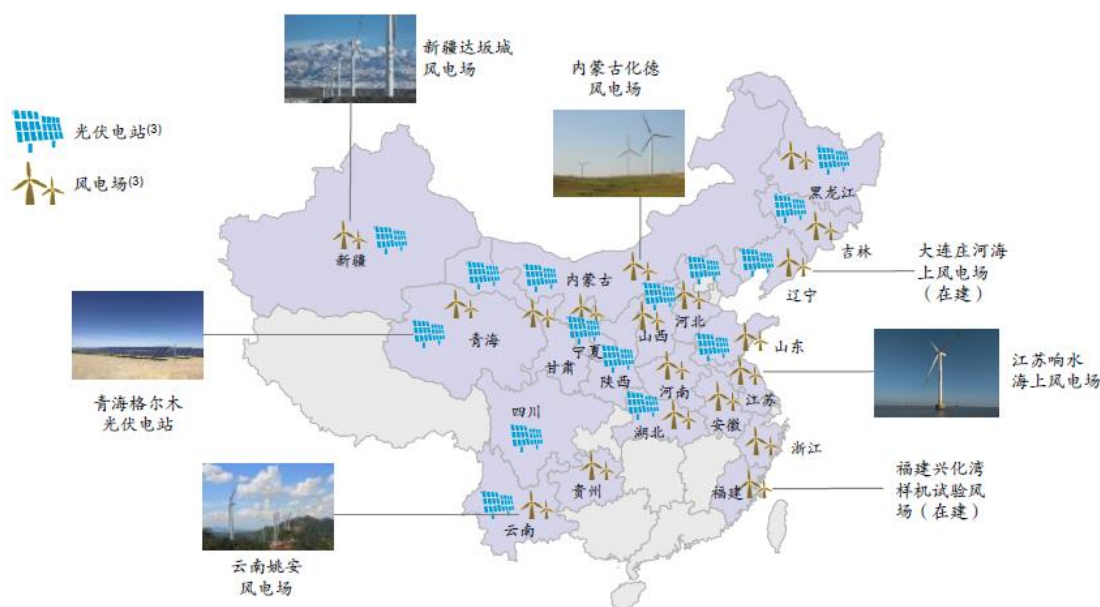 新疆达坂城
风电场
内蒙古化德
风电场
光伏电站(3)
风电场(3)
黑龙江
吉林
新疆
内蒙古
辽宁
大连庄河海
上风电场
（在建）
河北
青海
宁夏
山西
山东
甘肃
陕西
河南
江苏
江苏响水
海上风电场
青海格尔木
光伏电站
四川
湖北
安徽
浙江
贵州
福建
福建兴化湾
样机试验风
场（在建）
云南
云南姚安
风电场